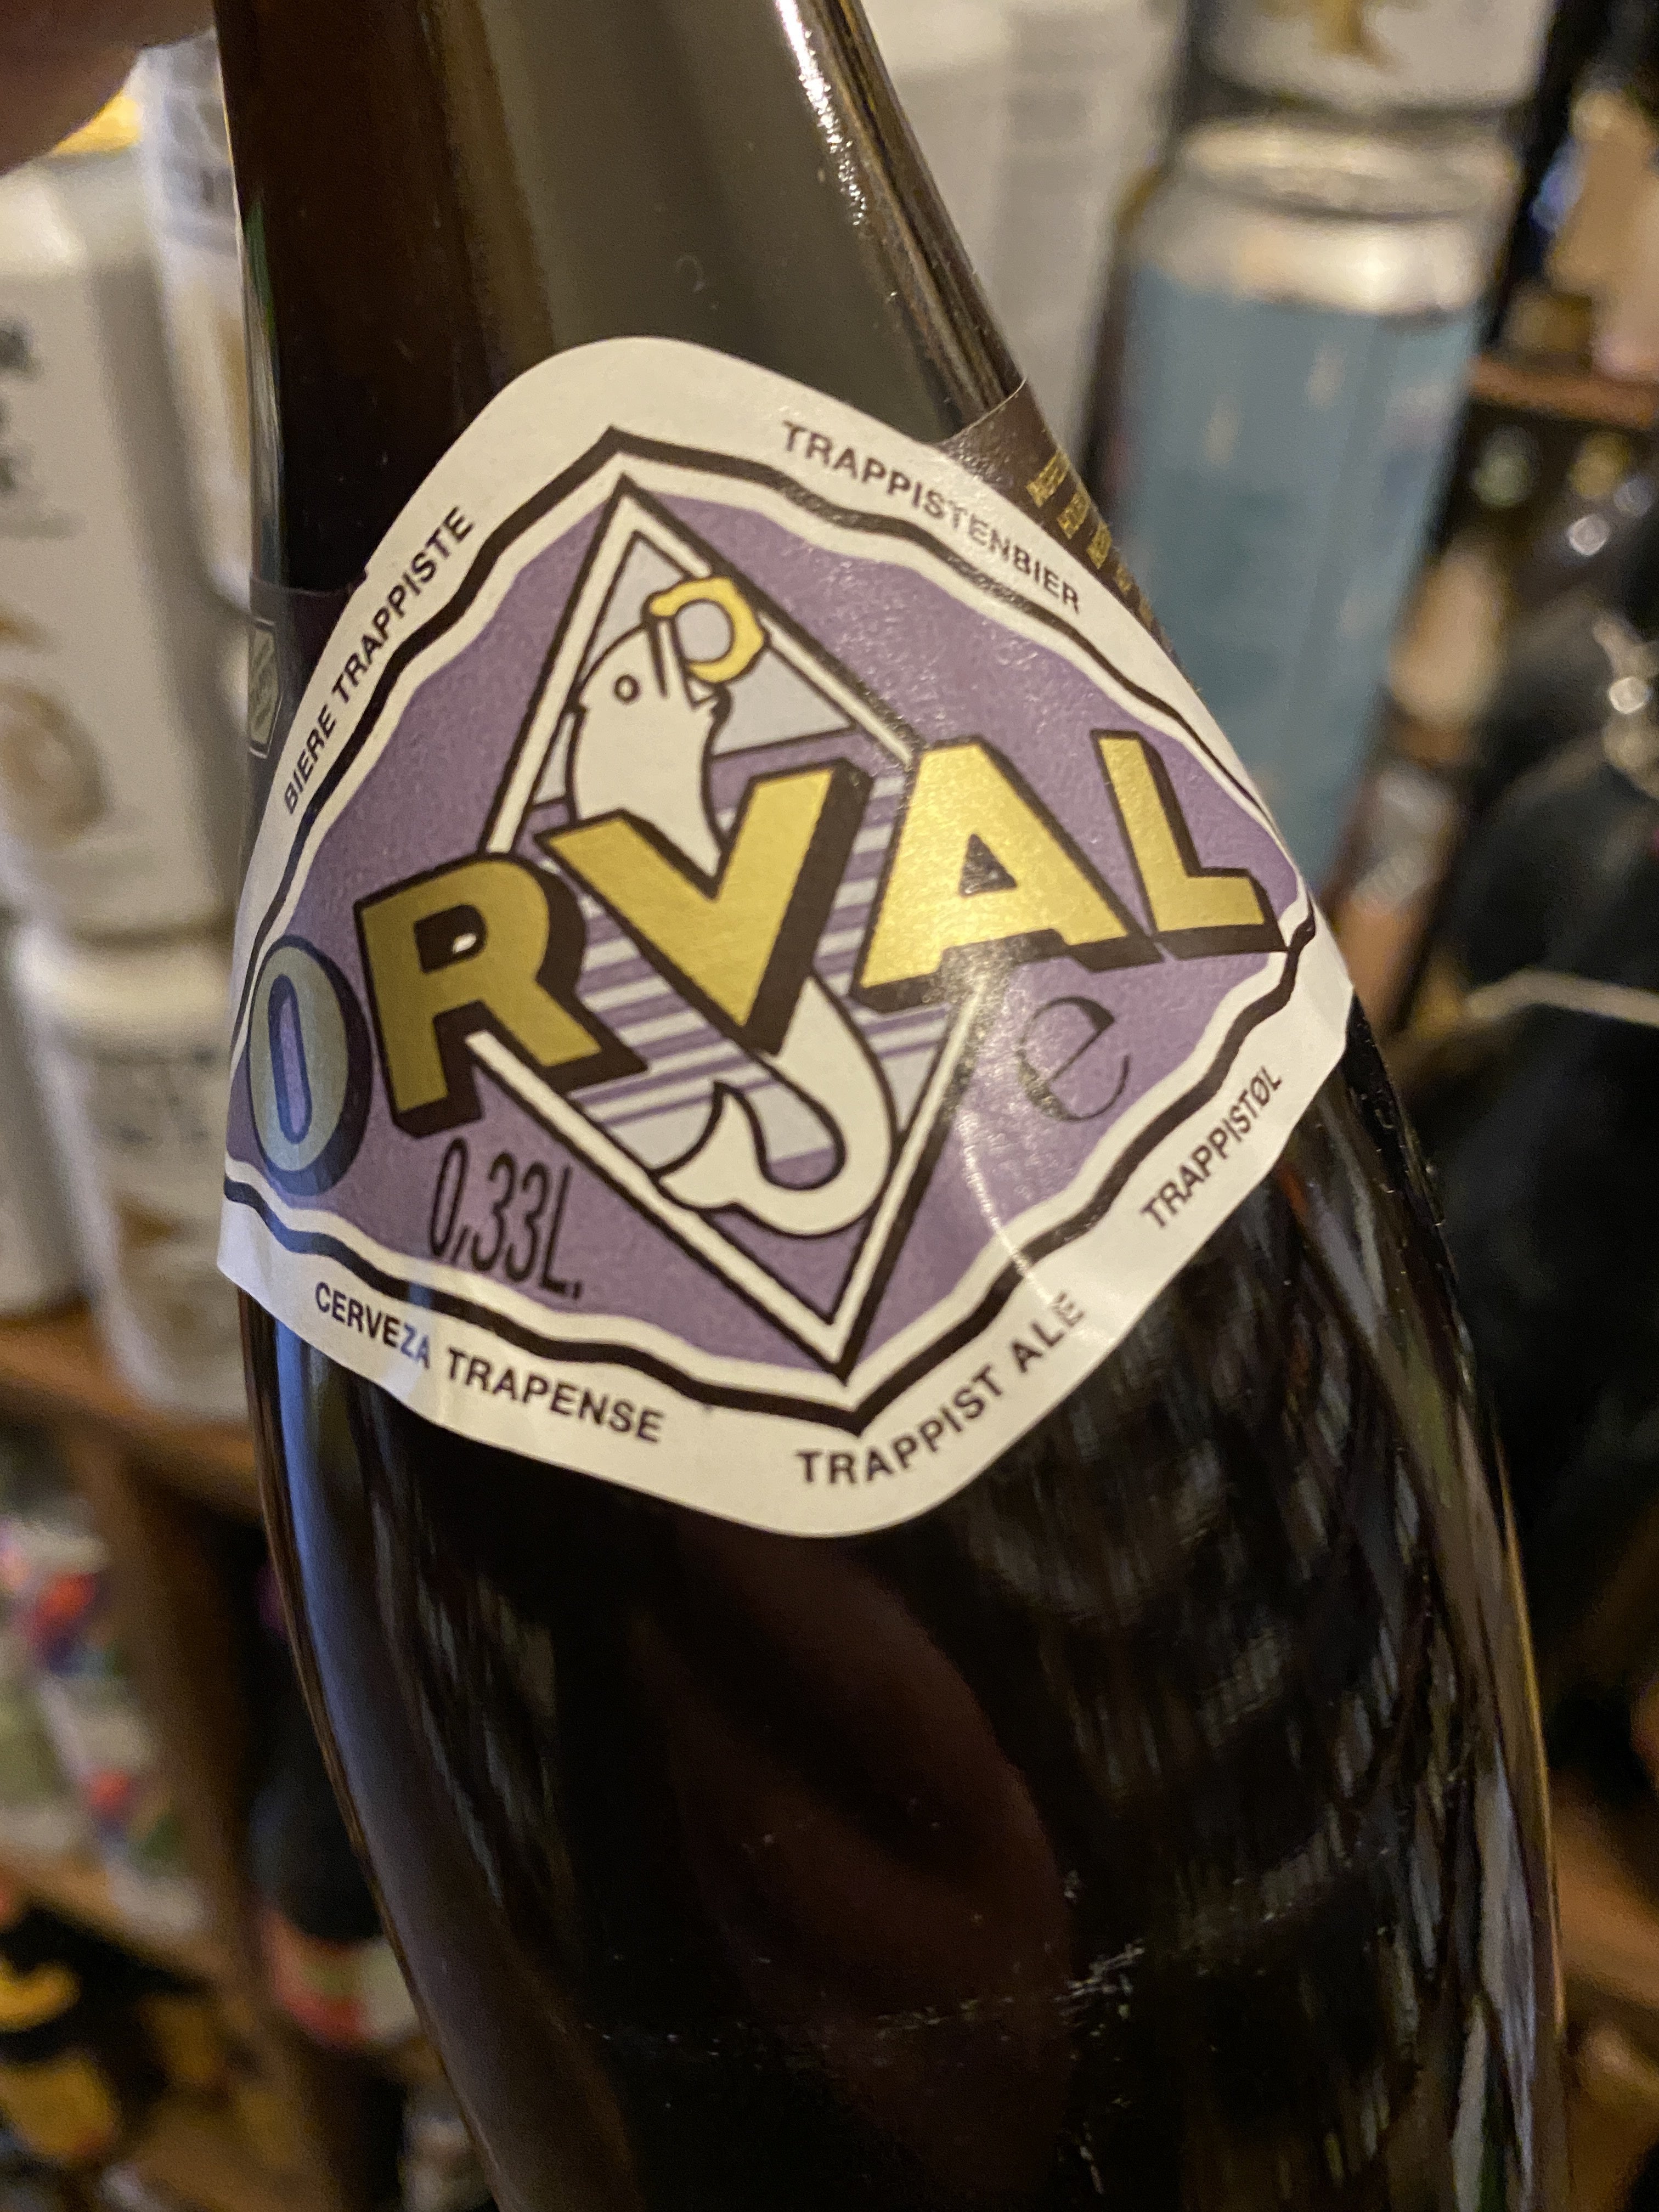 BIERE TRAPPISTE
TRAPPISTENBIER
ORVAL
e
0,33L.
TRAPPISTØL
CERVEZA TRAPENSE
TRAPPIST ALE